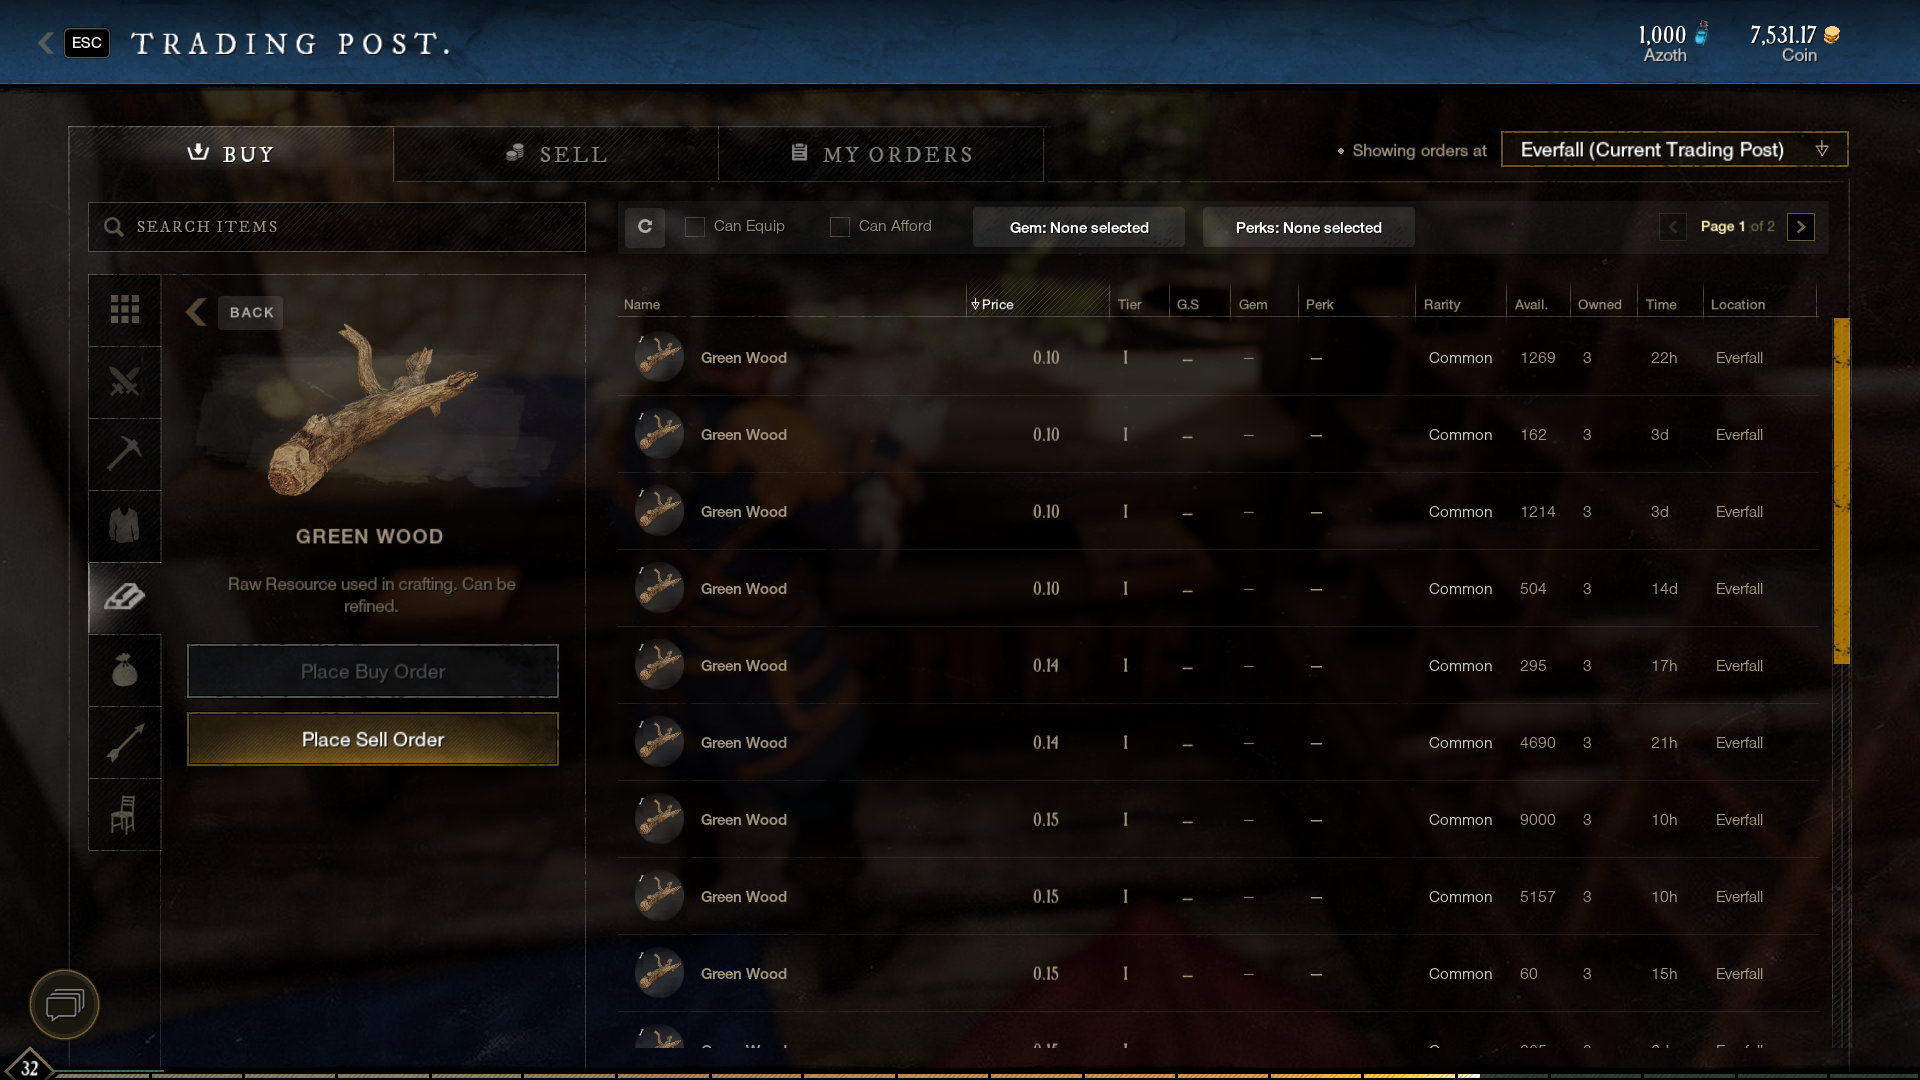 ESC TRADING POST.
1,000
Azoth
7,531.17
Coin
BUY
SELL
MY ORDERS
Showing orders at
Everfall (Current Trading Post)
SEARCH ITEMS
Can Equip
Can Afford
Gem: None selected
Perks: None selected
Page 1 of 2
BACK
GREEN WOOD
Raw Resource used in crafting. Can be
refined.
Place Buy Order
Place Sell Order
Name Price Tier G.S Gem Perk Rarity Avail. Owned Time Location
Green Wood 0.10 I – – – Common 1269 3 22h Everfall
Green Wood 0.10 I – – – Common 162 3 3d Everfall
Green Wood 0.10 I – – – Common 1214 3 3d Everfall
Green Wood 0.10 I – – – Common 504 3 14d Everfall
Green Wood 0.14 I – – – Common 295 3 17h Everfall
Green Wood 0.14 I – – – Common 4690 3 21h Everfall
Green Wood 0.15 I – – – Common 9000 3 10h Everfall
Green Wood 0.15 I – – – Common 5157 3 10h Everfall
Green Wood 0.15 I – – – Common 60 3 15h Everfall
32